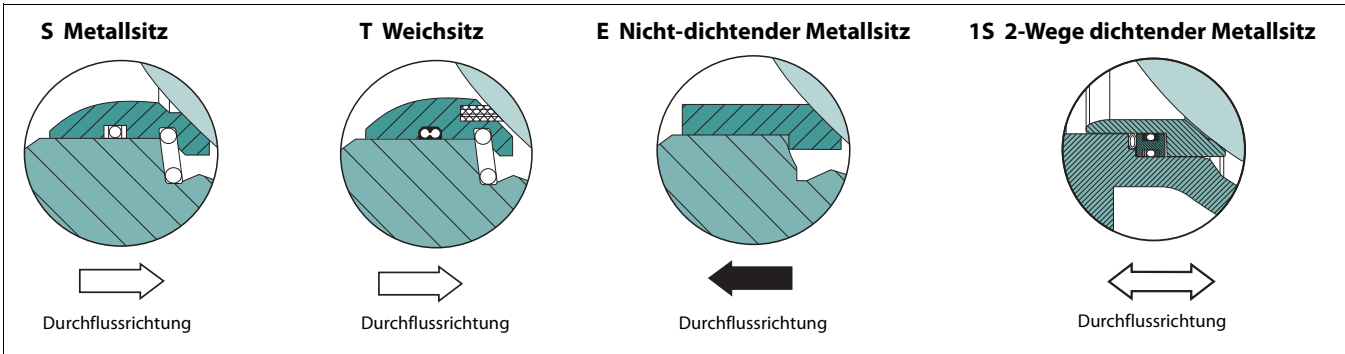 S Metallsitz
T Weichsitz
E Nicht-dichtender Metallsitz
1S 2-Wege dichtender Metallsitz
Durchflussrichtung
Durchflussrichtung
Durchflussrichtung
Durchflussrichtung